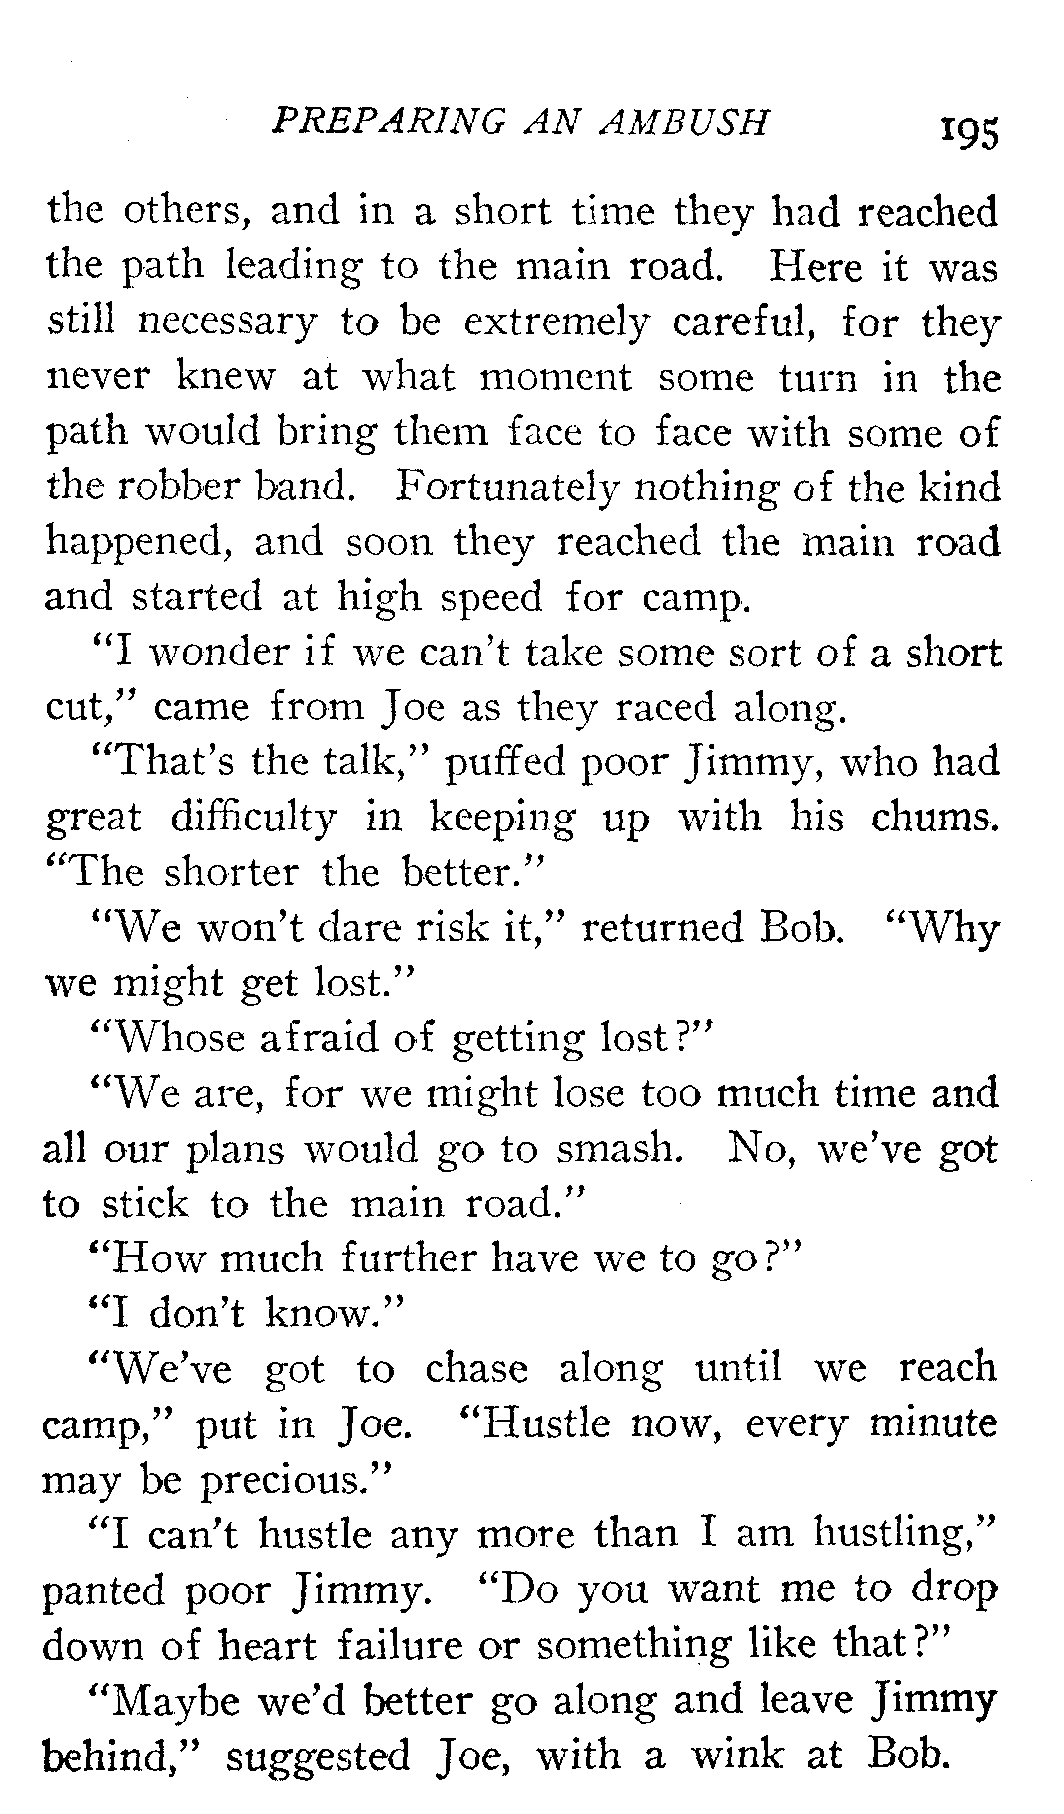 PREPARING AN AMBUSH 195
the others, and in a short time they had reached
the path leading to the main road. Here it was
still necessary to be extremely careful, for they
never knew at what moment some turn in the
path would bring them face to face with some of
the robber band. Fortunately nothing of the kind
happened, and soon they reached the main road
and started at high speed for camp.
"I wonder if we can't take some sort of a short
cut," came from Joe as they raced along.
"That's the talk," puffed poor Jimmy, who had
great difficulty in keeping up with his chums.
"The shorter the better."
"We won't dare risk it," returned Bob. "Why
we might get lost."
"Whose afraid of getting lost?"
"We are, for we might lose too much time and
all our plans would go to smash. No, we've got
to stick to the main road."
"How much further have we to go?"
"I don't know."
"We've got to chase along until we reach
camp," put in Joe. "Hustle now, every minute
may be precious."
"I can't hustle any more than I am hustling,"
panted poor Jimmy. "Do you want me to drop
down of heart failure or something like that?"
"Maybe we'd better go along and leave Jimmy
behind," suggested Joe, with a wink at Bob.